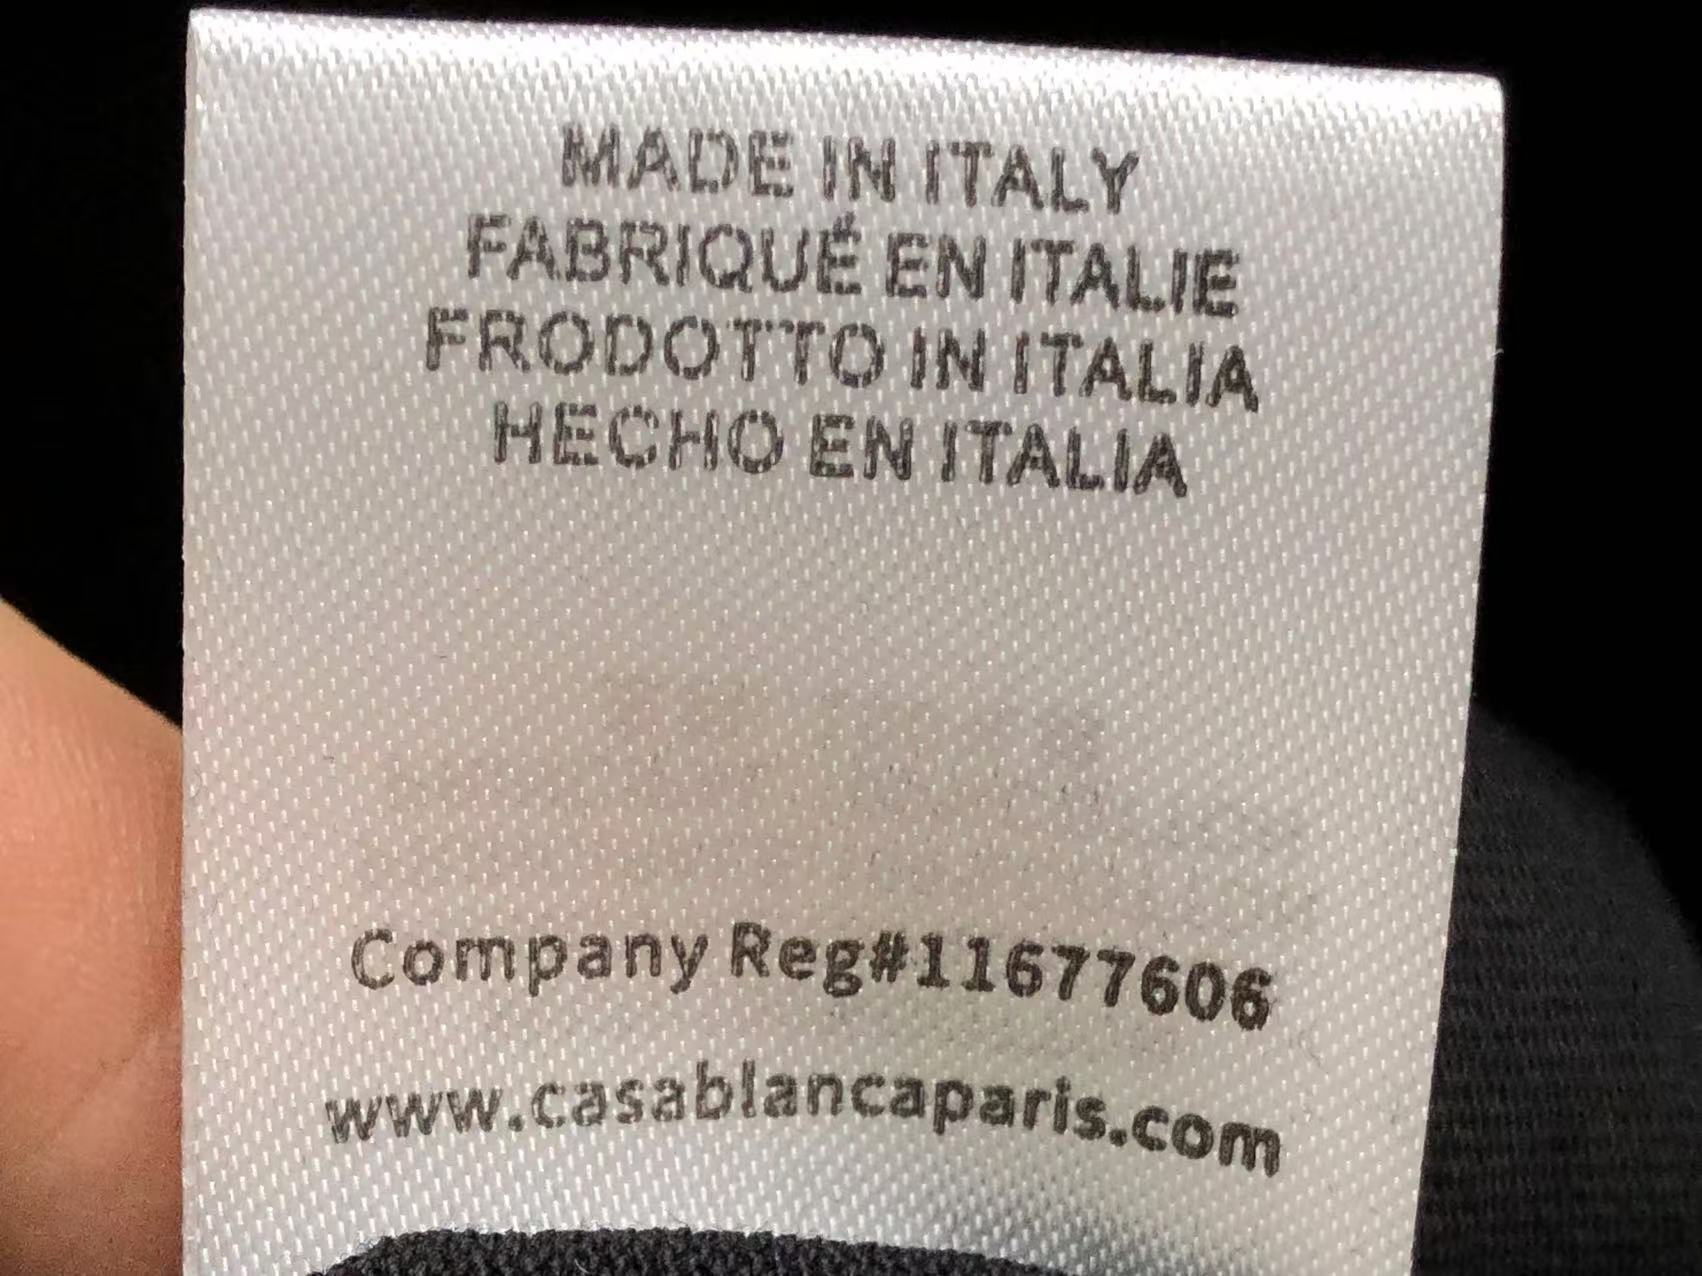 MADE IN ITALY
FABRIQUÉ EN ITALIE
FRODOTTO IN ITALIA
HECHO EN ITALIA
Company Reg#11677606
www.casablancaparis.com